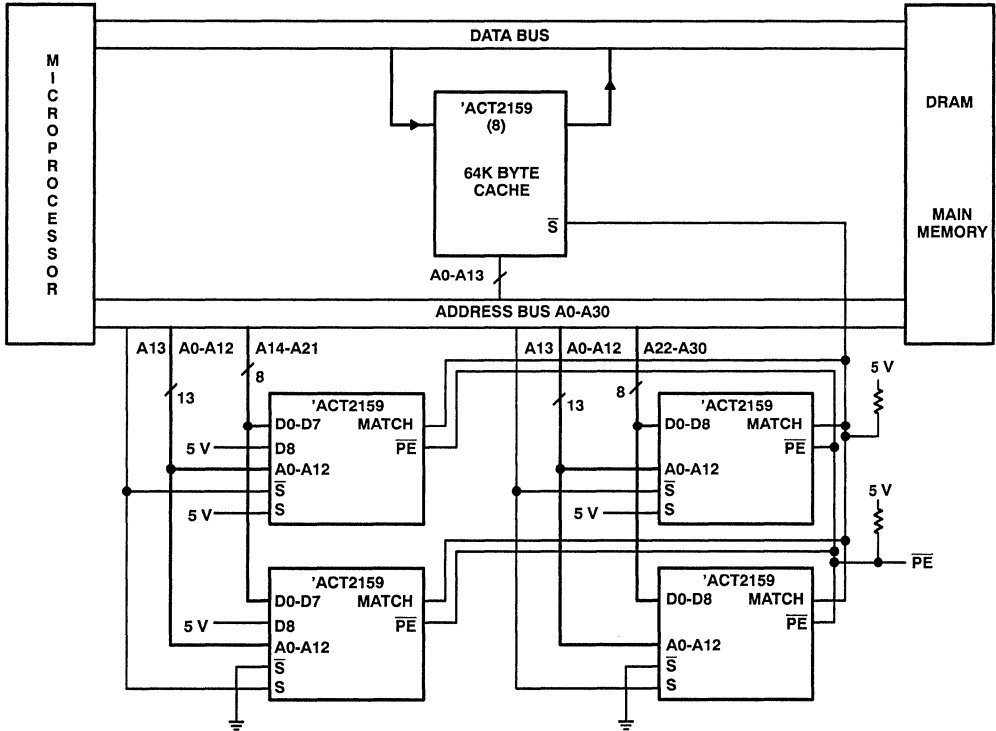 MICROPROCESSOR
DATA BUS
'ACT2159
(8)
64K BYTE
CACHE
S̅
DRAM
MAIN
MEMORY
A0-A13
ADDRESS BUS A0-A30
A13 A0-A12 A14-A21
8
13
'ACT2159
D0-D7 MATCH
5 V D8 P̅E̅
A0-A12
S̅
5 V S
A13 A0-A12 A22-A30
8
13
'ACT2159
D0-D8 MATCH
P̅E̅
A0-A12
S̅
5 V S
5 V
5 V
P̅E̅
'ACT2159
D0-D7 MATCH
5 V D8 P̅E̅
A0-A12
S̅
S
'ACT2159
D0-D8 MATCH
P̅E̅
A0-A12
S̅
S